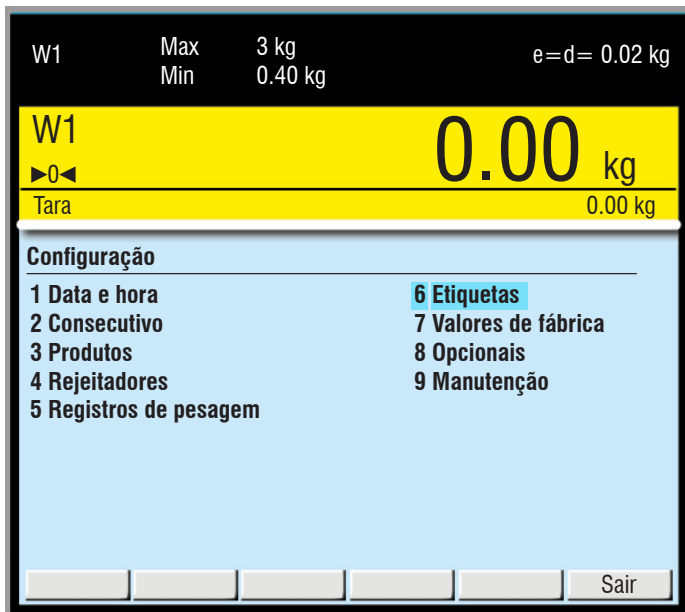 W1 Max 3 kg e=d= 0.02 kg
Min 0.40 kg
W1 0.00 kg
►0◄
Tara 0.00 kg
Configuração
1 Data e hora
2 Consecutivo
3 Produtos
4 Rejeitadores
5 Registros de pesagem
6 Etiquetas
7 Valores de fábrica
8 Opcionais
9 Manutenção
Sair